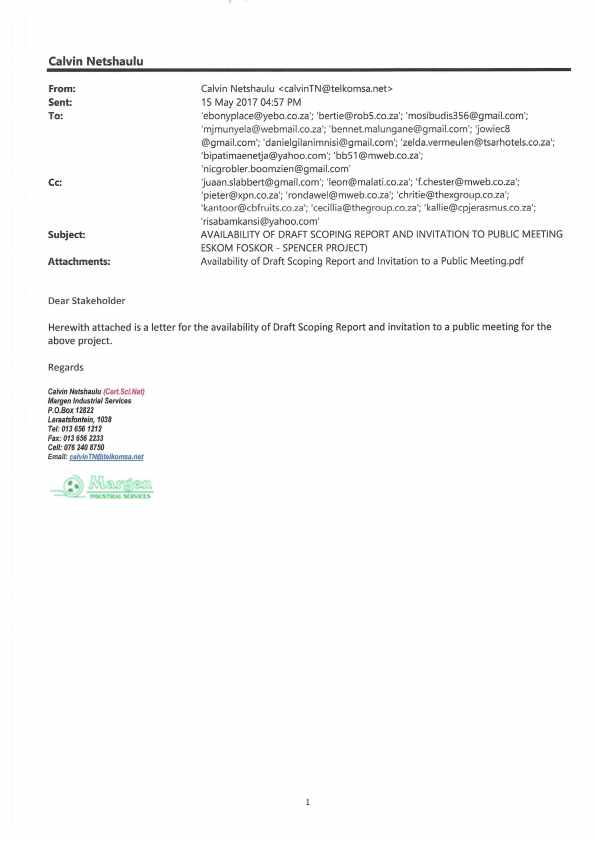 Calvin Netshaulu
From: Calvin Netshaulu <calvinTN@telkomsa.net>
Sent: 15 May 2017 04:57 PM
To: 'ebonyplace@yebo.co.za'; 'bertie@rob5.co.za'; 'mosibudis356@gmail.com';
'mjmunyela@webmail.co.za'; 'bennet.malungane@gmail.com'; 'jowiec8
@gmail.com'; 'danielgilanimnisi@gmail.com'; 'zelda.vermeulen@tsarhotels.co.za';
'bipatimaenetja@yahoo.com'; 'bb51@mweb.co.za';
'nicgrobler.boomzien@gmail.com'
Cc: 'juaan.slabbert@gmail.com'; 'leon@malati.co.za'; 'f.chester@mweb.co.za';
'pieter@xpn.co.za'; 'rondawel@mweb.co.za'; 'chritie@thexgroup.co.za';
'kantoor@cbfruits.co.za'; 'cecillia@thegroup.co.za'; 'kallie@cpjerasmus.co.za';
'risabamkansi@yahoo.com'
Subject: AVAILABILITY OF DRAFT SCOPING REPORT AND INVITATION TO PUBLIC MEETING
ESKOM FOSKOR - SPENCER PROJECT)
Attachments: Availability of Draft Scoping Report and Invitation to a Public Meeting.pdf
Dear Stakeholder
Herewith attached is a letter for the availability of Draft Scoping Report and invitation to a public meeting for the
above project.
Regards
Calvin Netshaulu (Cert.Sci.Nat)
Margen Industrial Services
P.O.Box 12822
Leraatsfontein, 1038
Tel: 013 656 1212
Fax: 013 656 2233
Cell: 076 240 8750
Email: calvinTN@telkomsa.net
Margen
INDUSTRIAL SERVICES
1